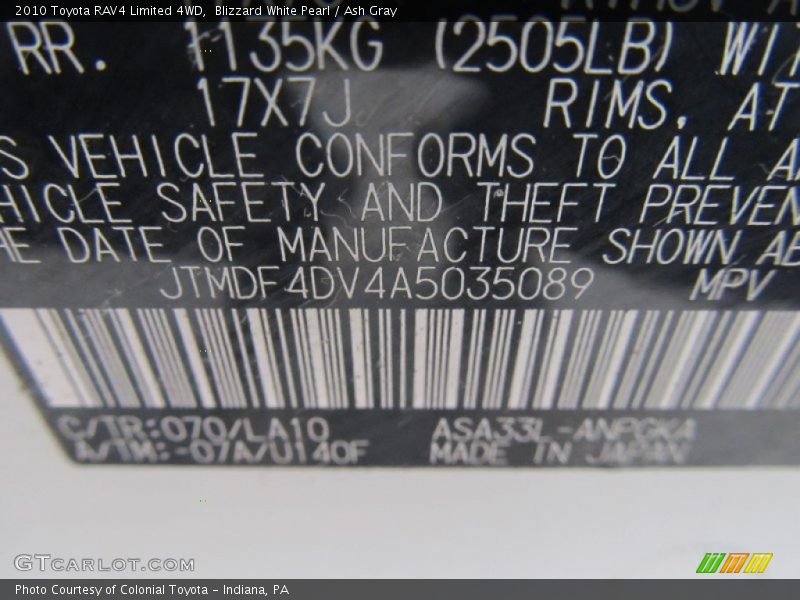 2010 Toyota RAV4 Limited 4WD, Blizzard White Pearl / Ash Gray
RR. 1135KG (2505LB) WIT
17X7J RIMS, AT
S VEHICLE CONFORMS TO ALL A
HICLE SAFETY AND THEFT PREVEN
HE DATE OF MANUFACTURE SHOWN AB
JTMDF4DV4A5035089 MPV
C/TR:070/LA10 ASA33L-ANPGKA
A/TM:-07A/U140F MADE IN JAPAN
GTCARLOT.COM
Photo Courtesy of Colonial Toyota - Indiana, PA